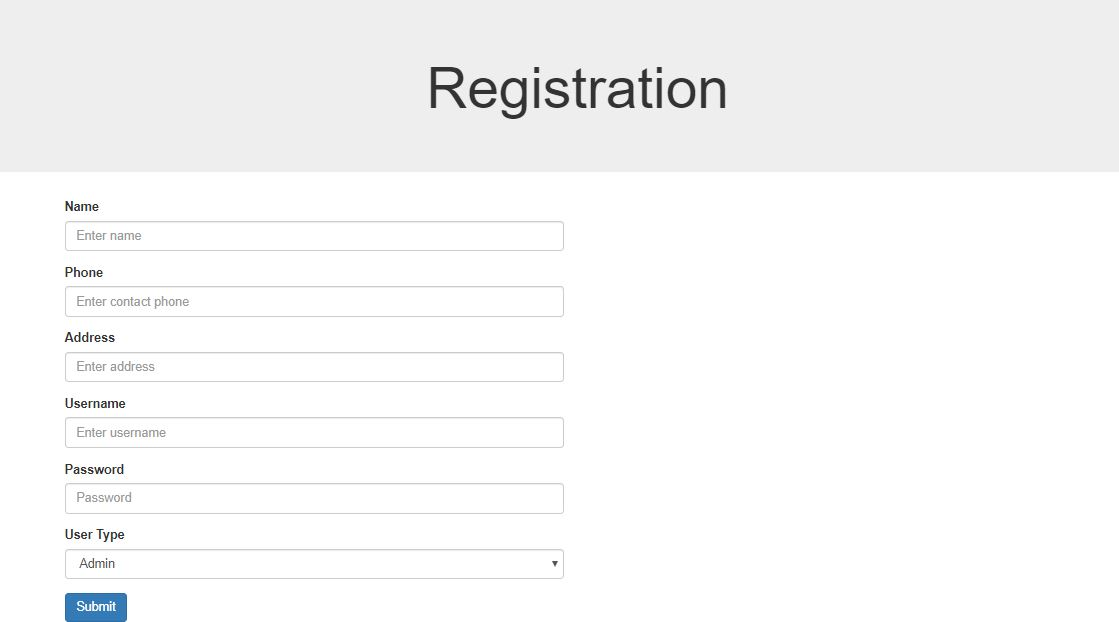 Registration
Name
Enter name
Phone
Enter contact phone
Address
Enter address
Username
Enter username
Password
Password
User Type
Admin
Submit